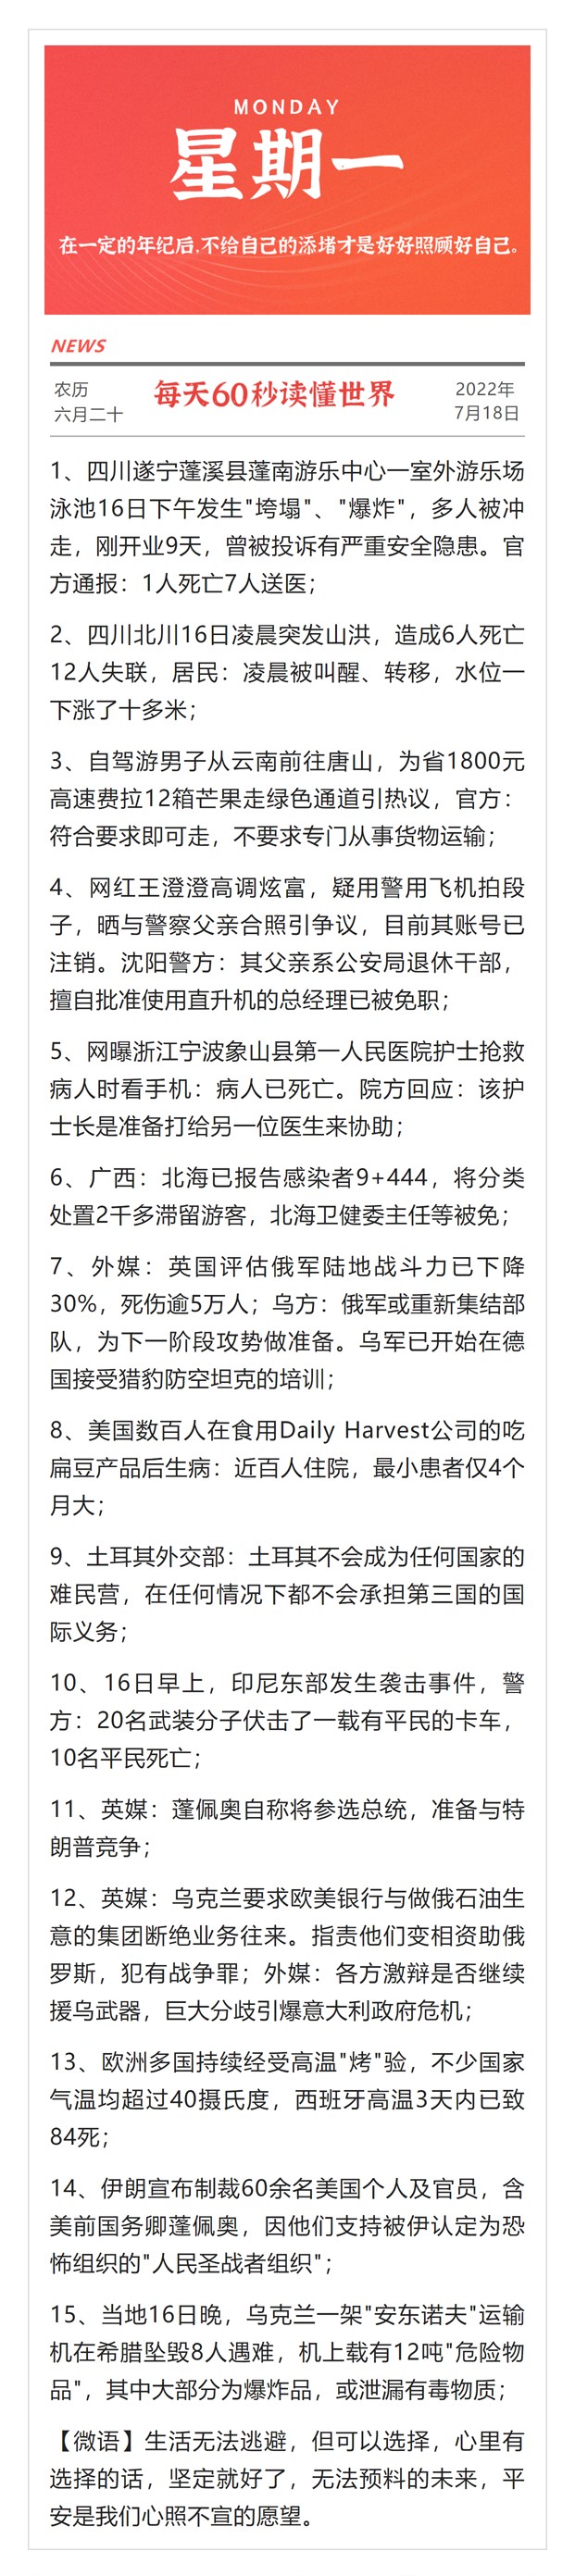 MONDAY
星期一
在一定的年纪后,不给自己的添堵才是好好照顾好自己。
NEWS
农历
六月二十
每天60秒读懂世界
2022年
7月18日
1、四川遂宁蓬溪县蓬南游乐中心一室外游乐场
泳池16日下午发生"垮塌"、"爆炸"，多人被冲
走，刚开业9天，曾被投诉有严重安全隐患。官
方通报：1人死亡7人送医；
2、四川北川16日凌晨突发山洪，造成6人死亡
12人失联，居民：凌晨被叫醒、转移，水位一
下涨了十多米；
3、自驾游男子从云南前往唐山，为省1800元
高速费拉12箱芒果走绿色通道引热议，官方：
符合要求即可走，不要求专门从事货物运输；
4、网红王澄澄高调炫富，疑用警用飞机拍段
子，晒与警察父亲合照引争议，目前其账号已
注销。沈阳警方：其父亲系公安局退休干部，
擅自批准使用直升机的总经理已被免职；
5、网曝浙江宁波象山县第一人民医院护士抢救
病人时看手机：病人已死亡。院方回应：该护
士长是准备打给另一位医生来协助；
6、广西：北海已报告感染者9+444，将分类
处置2千多滞留游客，北海卫健委主任等被免；
7、外媒：英国评估俄军陆地战斗力已下降
30%，死伤逾5万人；乌方：俄军或重新集结部
队，为下一阶段攻势做准备。乌军已开始在德
国接受猎豹防空坦克的培训；
8、美国数百人在食用Daily Harvest公司的吃
扁豆产品后生病：近百人住院，最小患者仅4个
月大；
9、土耳其外交部：土耳其不会成为任何国家的
难民营，在任何情况下都不会承担第三国的国
际义务；
10、16日早上，印尼东部发生袭击事件，警
方：20名武装分子伏击了一载有平民的卡车，
10名平民死亡；
11、英媒：蓬佩奥自称将参选总统，准备与特
朗普竞争；
12、英媒：乌克兰要求欧美银行与做俄石油生
意的集团断绝业务往来。指责他们变相资助俄
罗斯，犯有战争罪；外媒：各方激辩是否继续
援乌武器，巨大分歧引爆意大利政府危机；
13、欧洲多国持续经受高温"烤"验，不少国家
气温均超过40摄氏度，西班牙高温3天内已致
84死；
14、伊朗宣布制裁60余名美国个人及官员，含
美前国务卿蓬佩奥，因他们支持被伊认定为恐
怖组织的"人民圣战者组织"；
15、当地16日晚，乌克兰一架"安东诺夫"运输
机在希腊坠毁8人遇难，机上载有12吨"危险物
品"，其中大部分为爆炸品，或泄漏有毒物质；
【微语】生活无法逃避，但可以选择，心里有
选择的话，坚定就好了，无法预料的未来，平
安是我们心照不宣的愿望。